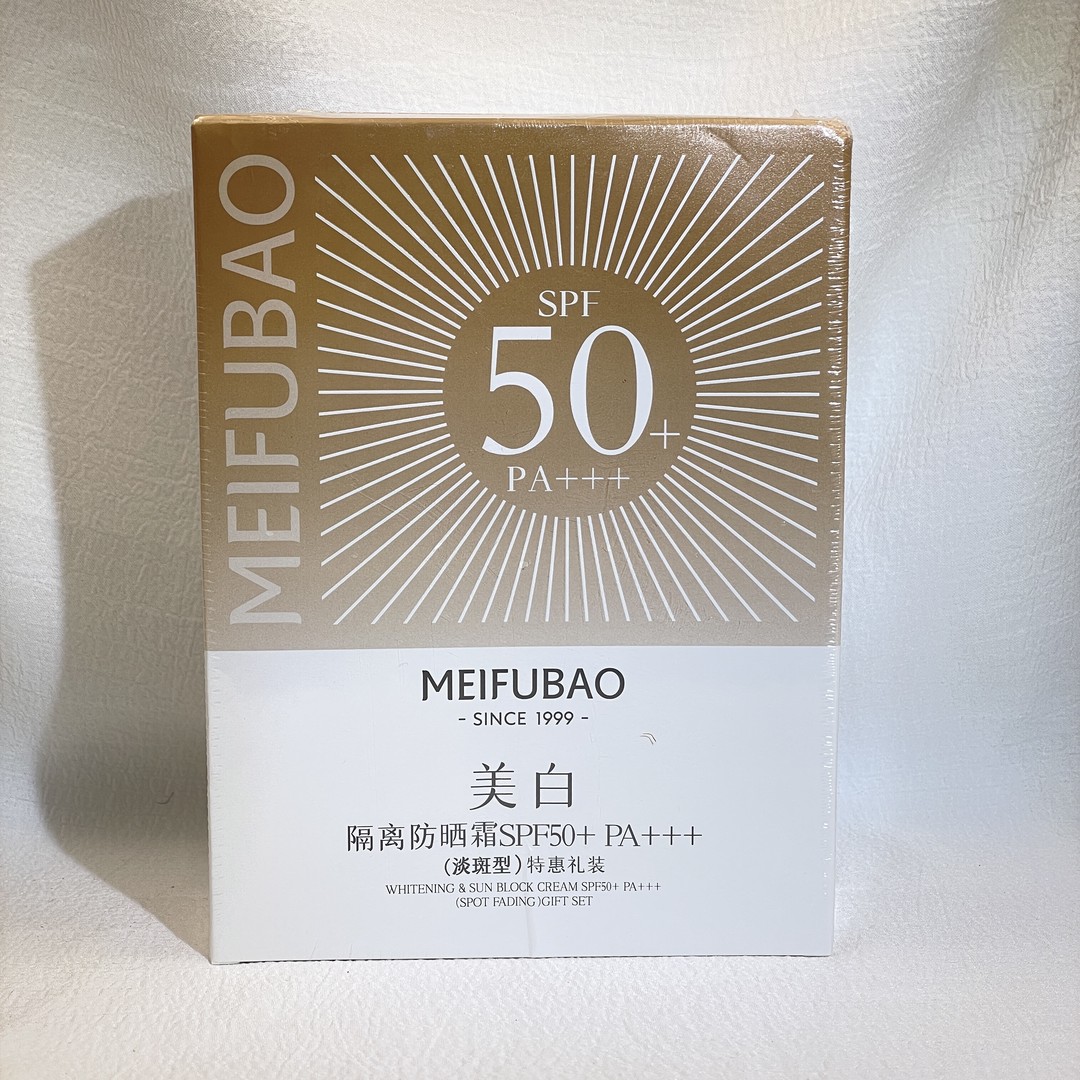 MEIFUBAO
SPF
50+
PA+++
MEIFUBAO
- SINCE 1999 -
美白
隔离防晒霜SPF50+ PA+++
(淡斑型)特惠礼装
WHITENING & SUN BLOCK CREAM SPF50+ PA+++
(SPOT FADING)GIFT SET